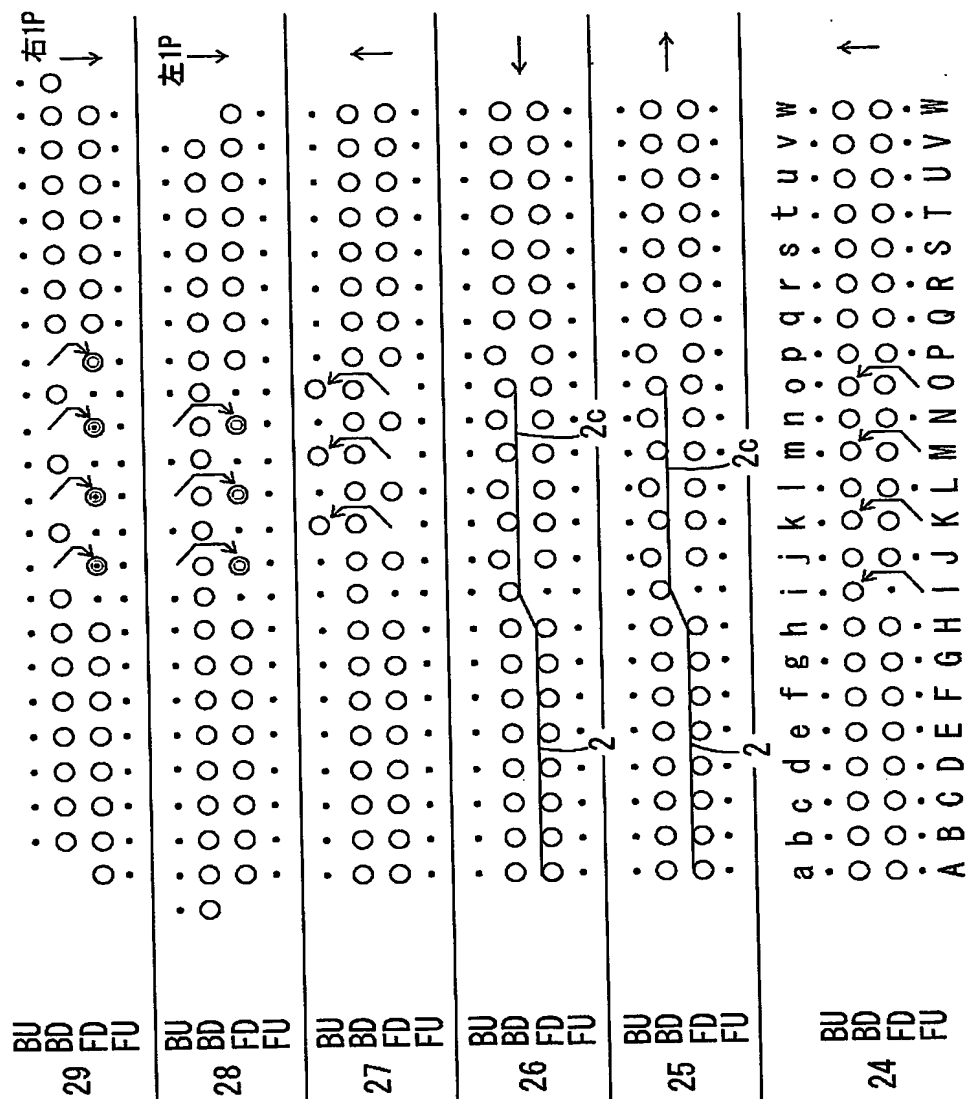 右1P
BU
BD
FD
FU
29
左1P
BU
BD
FD
FU
28
BU
BD
FD
FU
27
BU
BD
FD
FU
26
2
2c
BU
BD
FD
FU
25
2
2c
a b c d e f g h i j k l m n o p q r s t u v w
BU
BD
FD
FU
24
A B C D E F G H I J K L M N O P Q R S T U V W